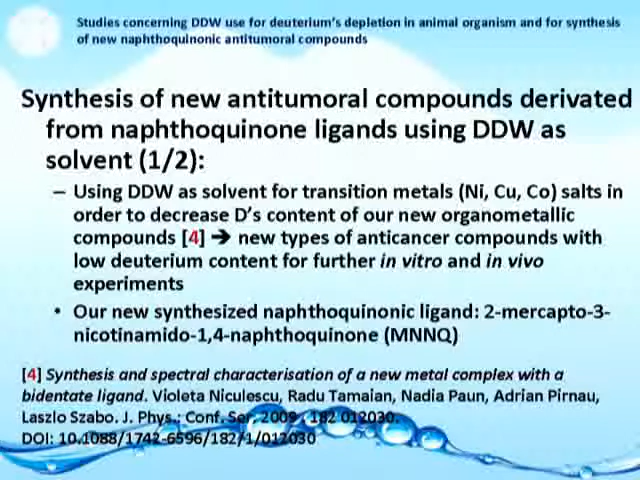 Studies concerning DDW use for deuterium's depletion in animal organism and for synthesis
of new naphthoquinonic antitumoral compounds
Synthesis of new antitumoral compounds derivated
from naphthoquinone ligands using DDW as
solvent (1/2):
– Using DDW as solvent for transition metals (Ni, Cu, Co) salts in
order to decrease D's content of our new organometallic
compounds [4] ➔ new types of anticancer compounds with
low deuterium content for further in vitro and in vivo
experiments
• Our new synthesized naphthoquinonic ligand: 2-mercapto-3-
nicotinamido-1,4-naphthoquinone (MNNQ)
[4] Synthesis and spectral characterisation of a new metal complex with a
bidentate ligand. Violeta Niculescu, Radu Tamaian, Nadia Paun, Adrian Pirnau,
Laszlo Szabo. J. Phys.: Conf. Ser. 2009 , 182 012030.
DOI: 10.1088/1742-6596/182/1/012030